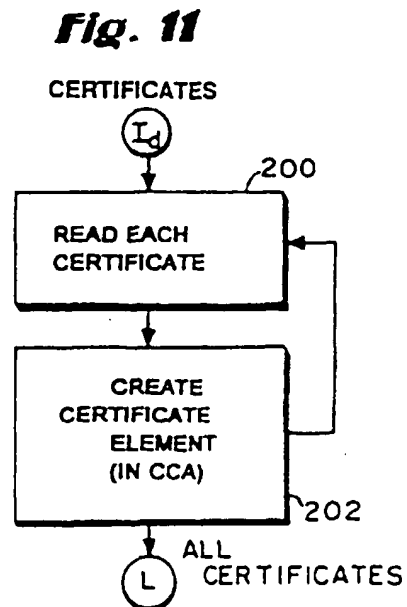 Fig. 11
CERTIFICATES
Id
200
READ EACH
CERTIFICATE
CREATE
CERTIFICATE
ELEMENT
(IN CCA)
202
L
ALL
CERTIFICATES